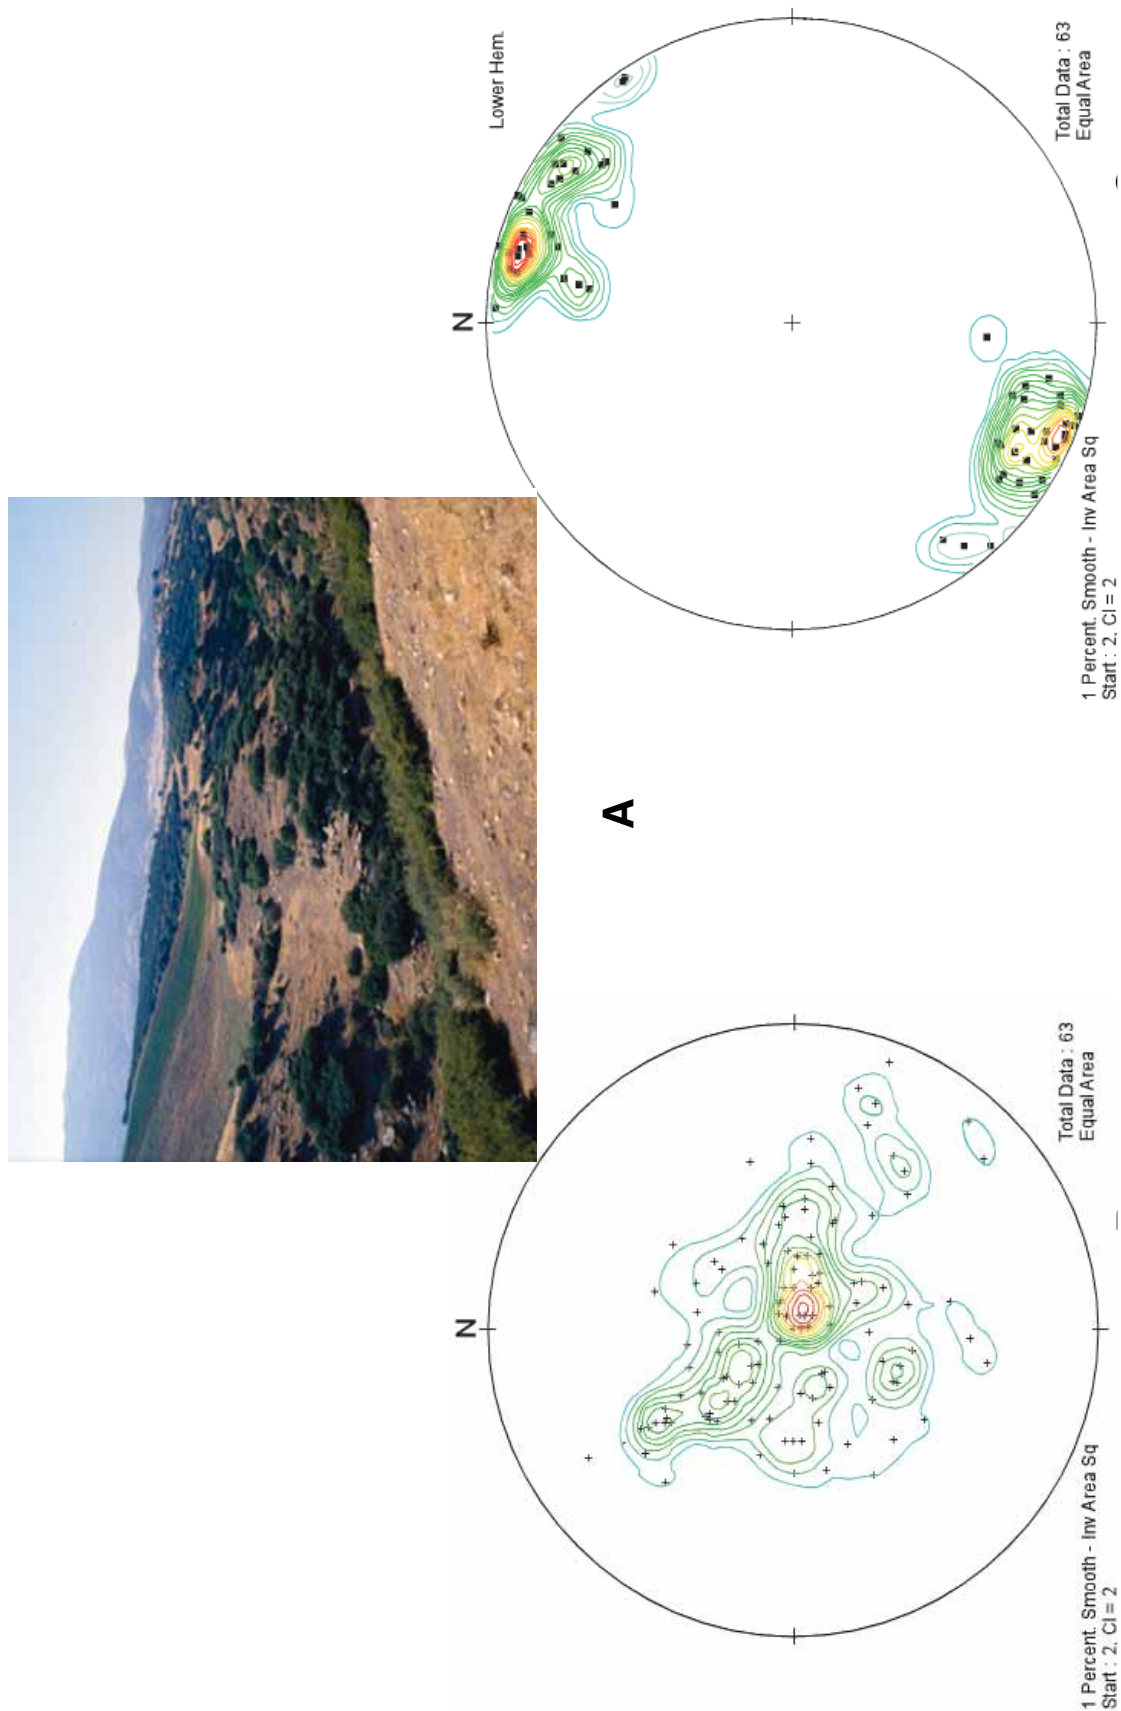 Lower Hem.
N
Total Data : 63
Equal Area
1 Percent. Smooth - Inv Area Sq
Start : 2, CI = 2
A
N
Total Data : 63
Equal Area
1 Percent. Smooth - Inv Area Sq
Start : 2, CI = 2